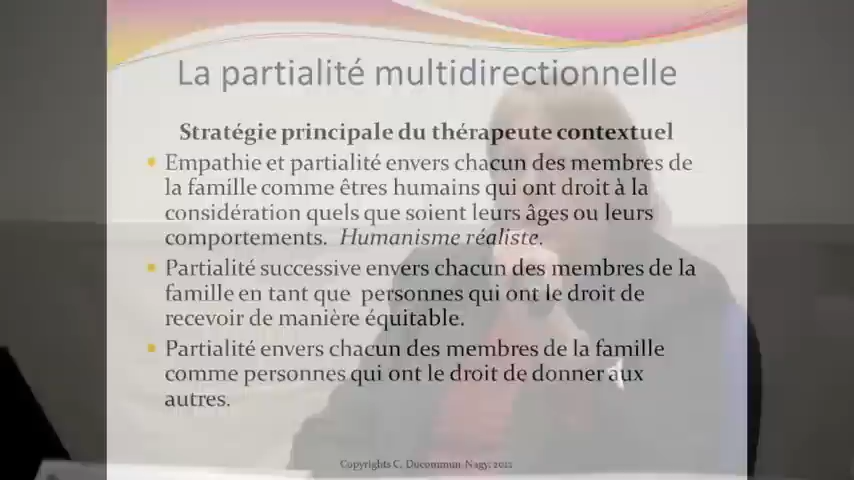 La partialité multidirectionnelle
Stratégie principale du thérapeute contextuel
Empathie et partialité envers chacun des membres de
la famille comme êtres humains qui ont droit à la
considération quels que soient leurs âges ou leurs
comportements. Humanisme réaliste.
Partialité successive envers chacun des membres de la
famille en tant que personnes qui ont le droit de
recevoir de manière équitable.
Partialité envers chacun des membres de la famille
comme personnes qui ont le droit de donner aux
autres.
Copyrights C. Ducommun-Nagy, 2012